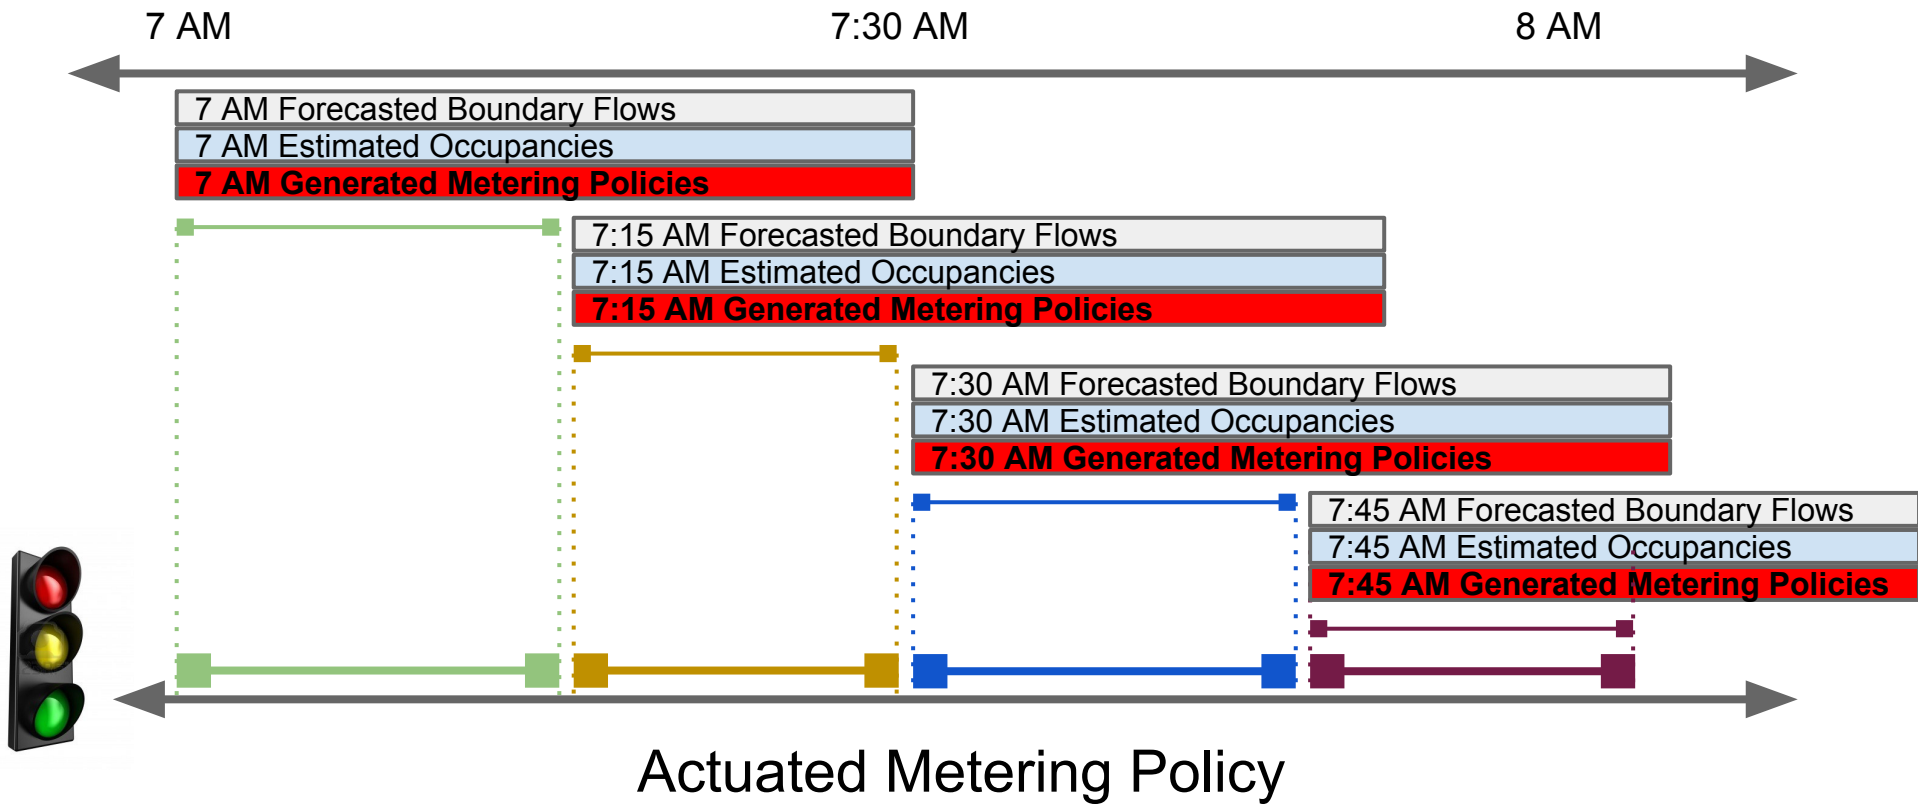 7 AM
7:30 AM
8 AM
7 AM Forecasted Boundary Flows
7 AM Estimated Occupancies
7 AM Generated Metering Policies
7:15 AM Forecasted Boundary Flows
7:15 AM Estimated Occupancies
7:15 AM Generated Metering Policies
7:30 AM Forecasted Boundary Flows
7:30 AM Estimated Occupancies
7:30 AM Generated Metering Policies
7:45 AM Forecasted Boundary Flows
7:45 AM Estimated Occupancies
7:45 AM Generated Metering Policies
Actuated Metering Policy